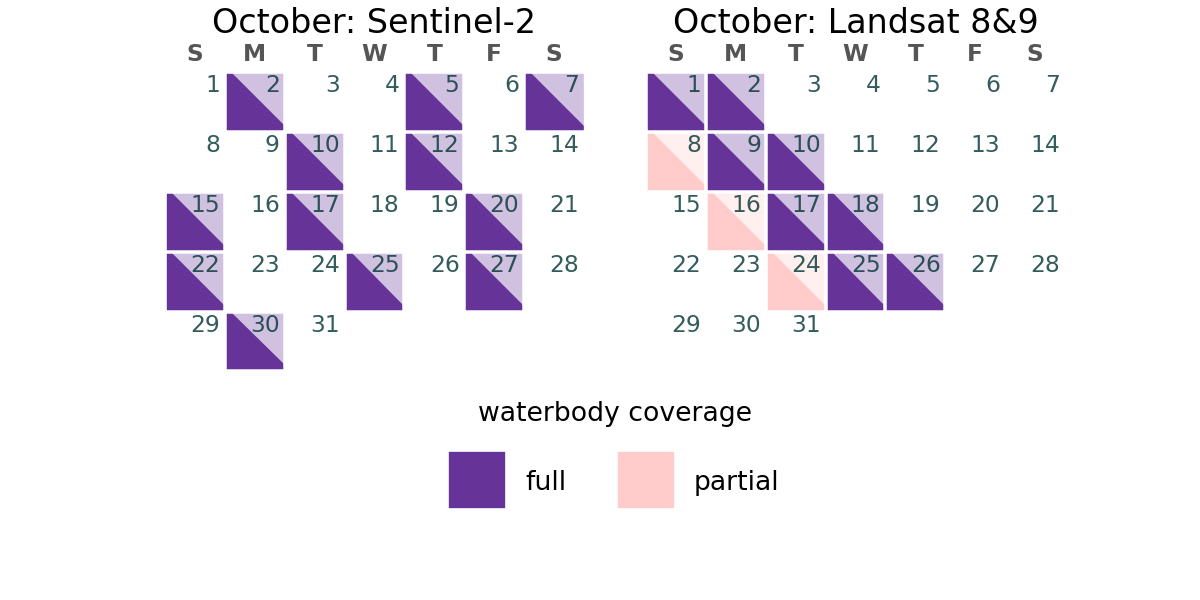 October: Sentinel-2
S M T W T F S
1 2 3 4 5 6 7
8 9 10 11 12 13 14
15 16 17 18 19 20 21
22 23 24 25 26 27 28
29 30 31
October: Landsat 8&9
S M T W T F S
1 2 3 4 5 6 7
8 9 10 11 12 13 14
15 16 17 18 19 20 21
22 23 24 25 26 27 28
29 30 31
waterbody coverage
full partial